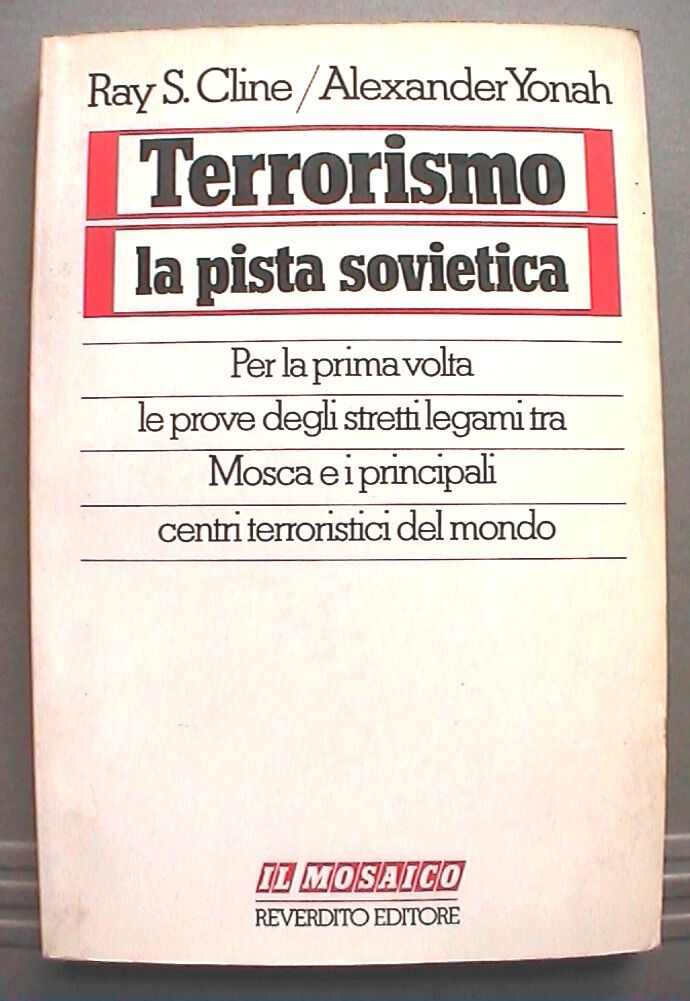 Ray S. Cline/Alexander Yonah
Terrorismo
la pista sovietica
Per la prima volta
le prove degli stretti legami tra
Mosca e i principali
centri terroristici del mondo
IL MOSAICO
REVERDITO EDITORE